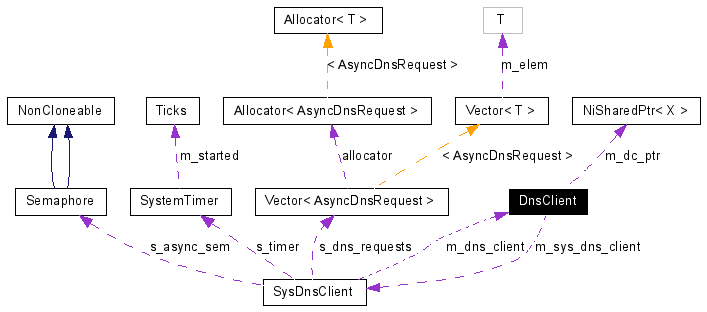 Allocator< T >
T
< AsyncDnsRequest >
m_elem
NonCloneable
Ticks
Allocator< AsyncDnsRequest >
Vector< T >
NiSharedPtr< X >
m_started
allocator
< AsyncDnsRequest >
m_dc_ptr
Semaphore
SystemTimer
Vector< AsyncDnsRequest >
DnsClient
s_async_sem
s_timer
s_dns_requests
m_dns_client
m_sys_dns_client
SysDnsClient